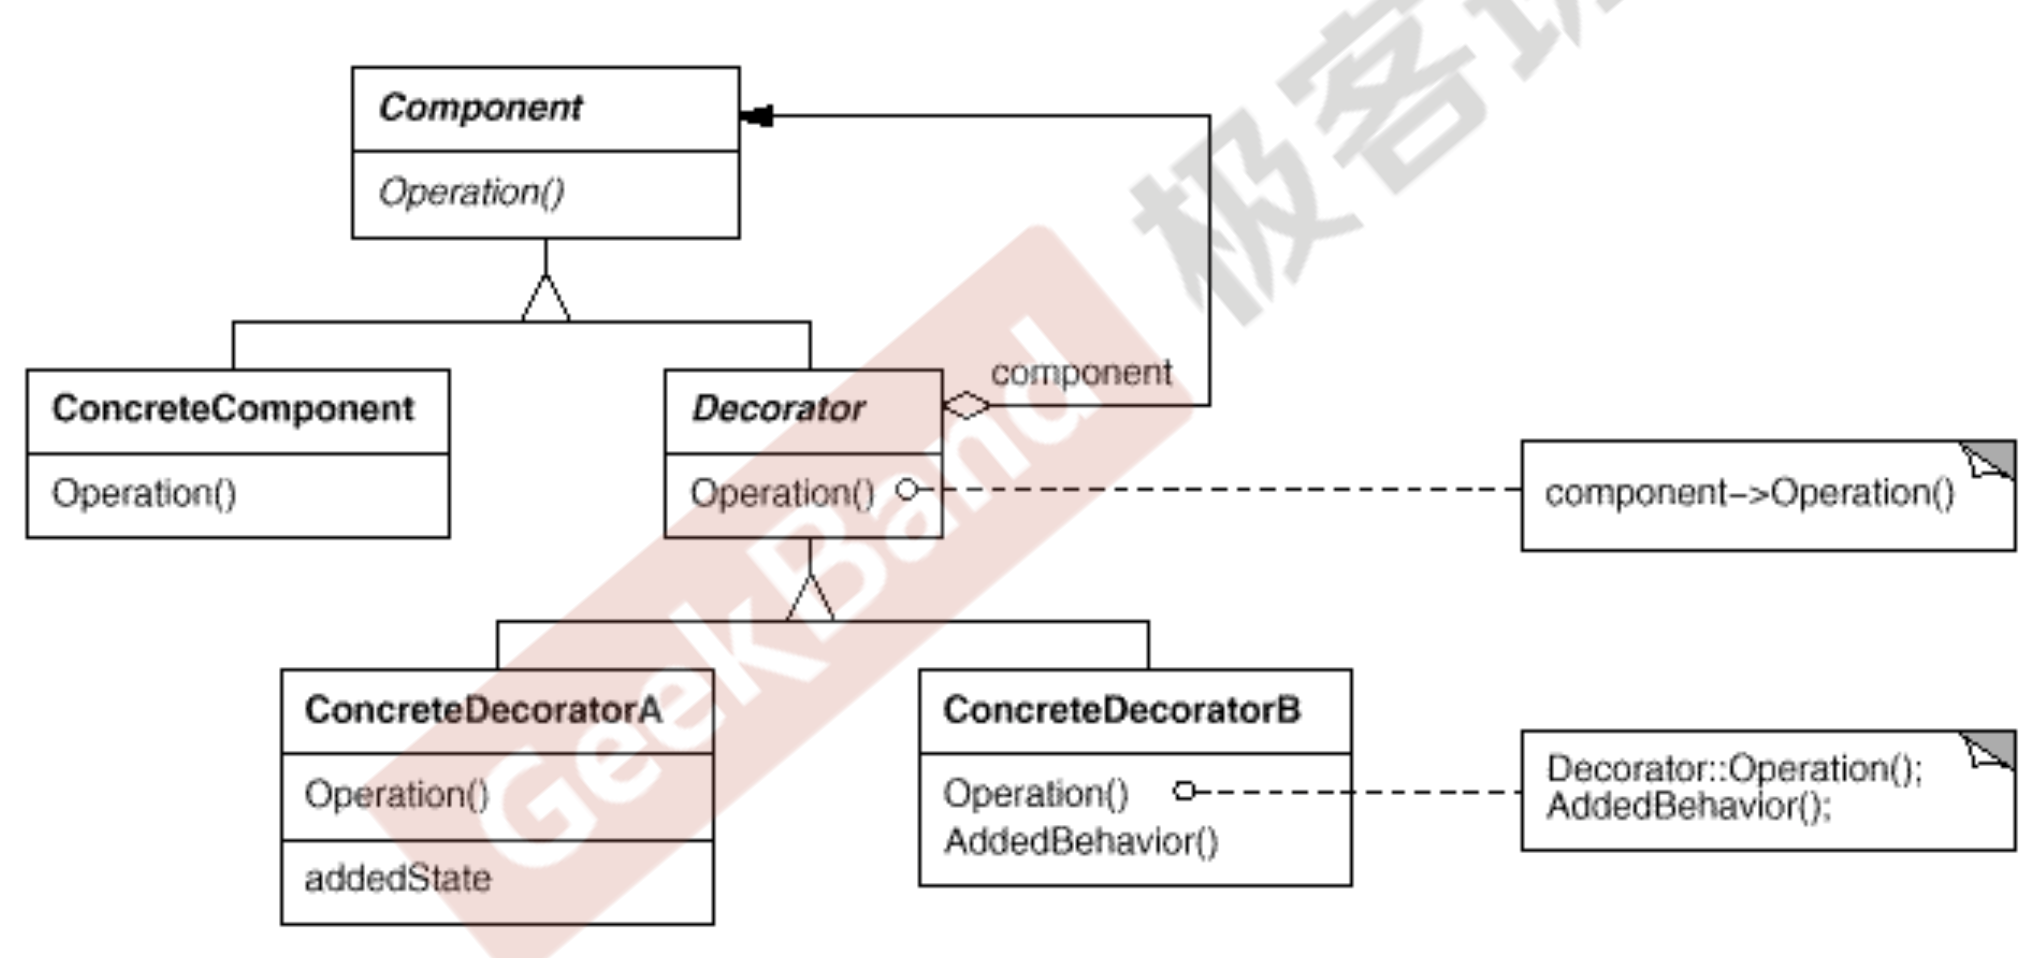 Component
Operation()
component
ConcreteComponent
Operation()
Decorator
Operation()
component->Operation()
ConcreteDecoratorA
Operation()
addedState
ConcreteDecoratorB
Operation()
AddedBehavior()
Decorator::Operation();
AddedBehavior();
GeekBand
极客